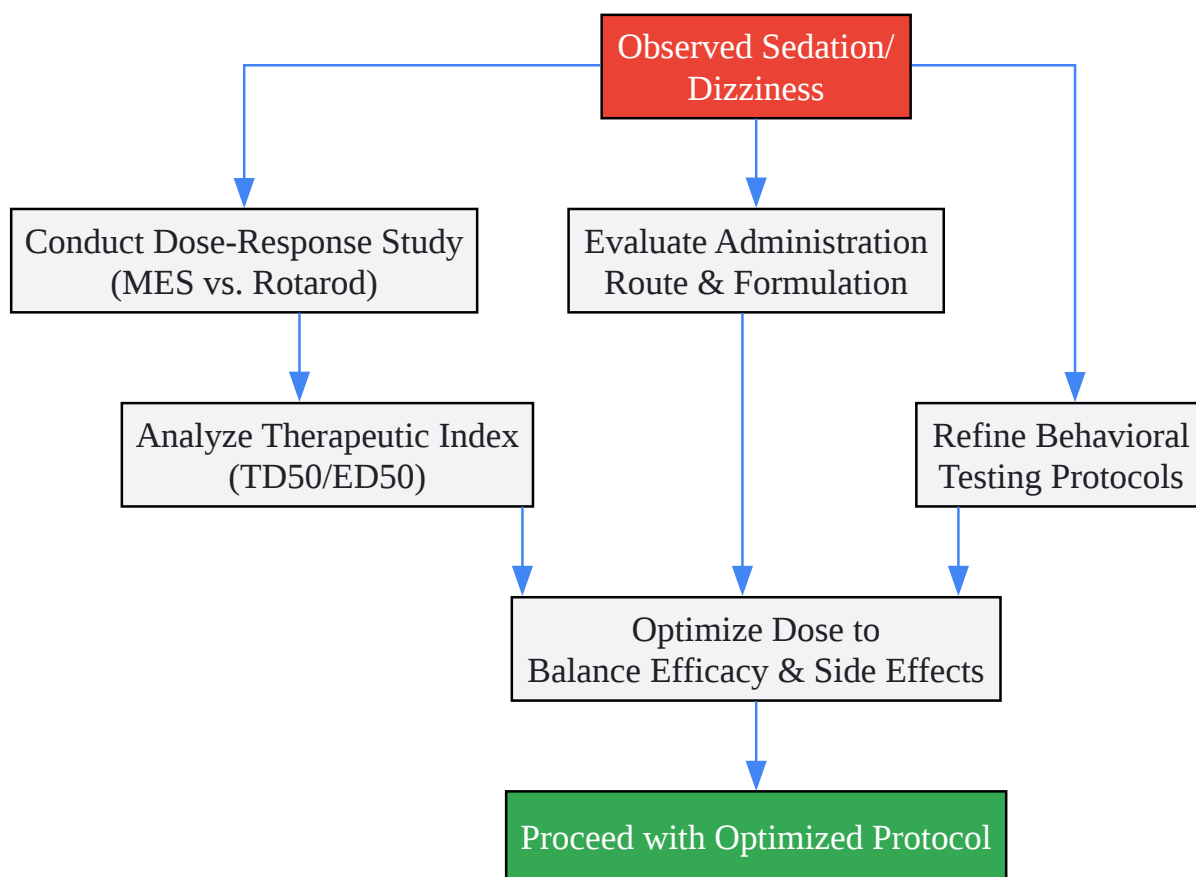 Observed Sedation/
Dizziness
Conduct Dose-Response Study
(MES vs. Rotarod)
Evaluate Administration
Route & Formulation
Analyze Therapeutic Index
(TD50/ED50)
Refine Behavioral
Testing Protocols
Optimize Dose to
Balance Efficacy & Side Effects
Proceed with Optimized Protocol